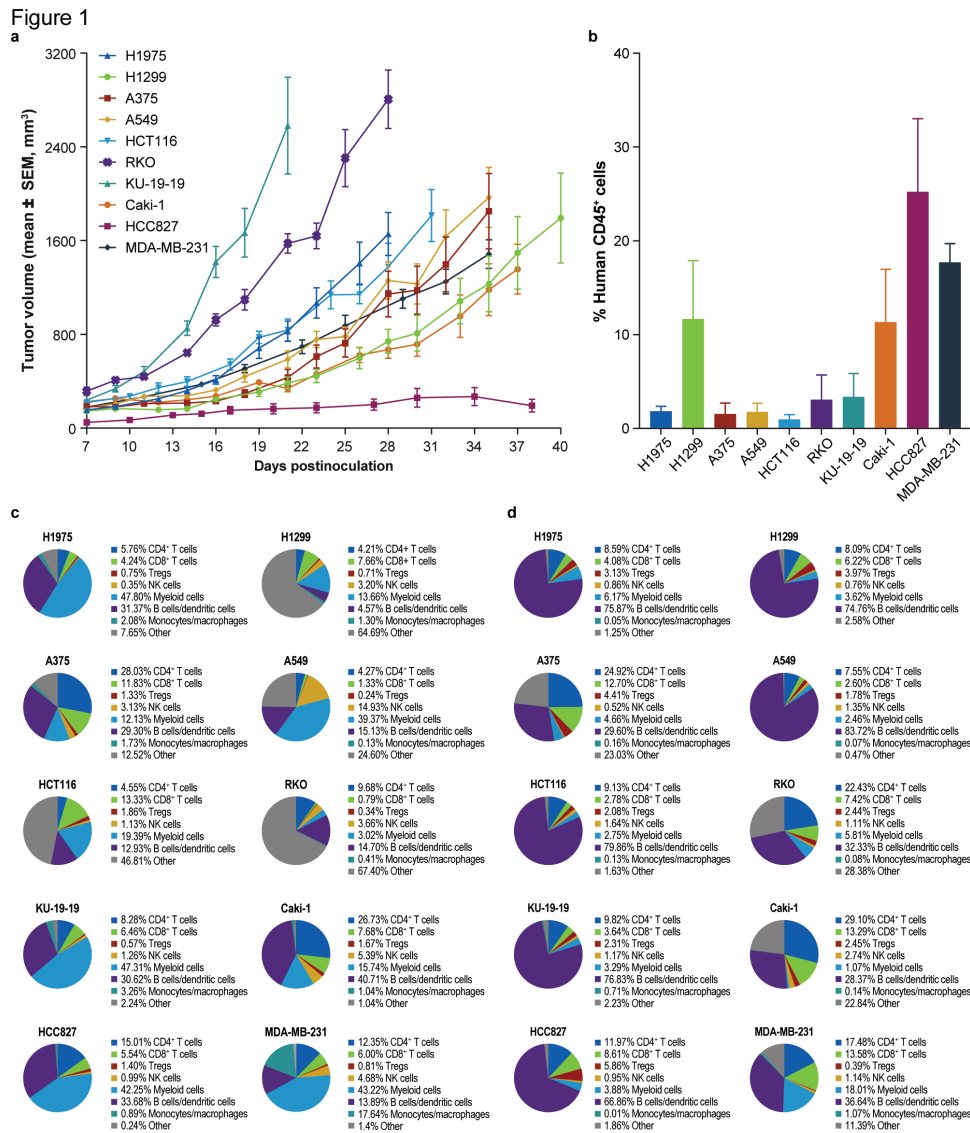 Figure 1
a
Tumor volume (mean ± SEM, mm³)
3200
2400
1600
800
0
H1975
H1299
A375
A549
HCT116
RKO
KU-19-19
Caki-1
HCC827
MDA-MB-231
7 10 13 16 19 22 25 28 31 34 37 40
Days postinoculation
b
% Human CD45⁺ cells
40
30
20
10
0
H1975 H1299 A375 A549 HCT116 RKO KU-19-19 Caki-1 HCC827 MDA-MB-231
c
H1975
5.76% CD4⁺ T cells
4.24% CD8⁺ T cells
0.75% Tregs
0.35% NK cells
47.80% Myeloid cells
31.37% B cells/dendritic cells
2.08% Monocytes/macrophages
7.65% Other
H1299
4.21% CD4+ T cells
7.66% CD8+ T cells
0.71% Tregs
3.20% NK cells
13.66% Myeloid cells
4.57% B cells/dendritic cells
1.30% Monocytes/macrophages
64.69% Other
A375
28.03% CD4⁺ T cells
11.83% CD8⁺ T cells
1.33% Tregs
3.13% NK cells
12.13% Myeloid cells
29.30% B cells/dendritic cells
1.73% Monocytes/macrophages
12.52% Other
A549
4.27% CD4⁺ T cells
1.33% CD8⁺ T cells
0.24% Tregs
14.93% NK cells
39.37% Myeloid cells
15.13% B cells/dendritic cells
0.13% Monocytes/macrophages
24.60% Other
HCT116
4.55% CD4⁺ T cells
13.33% CD8⁺ T cells
1.86% Tregs
1.13% NK cells
19.39% Myeloid cells
12.93% B cells/dendritic cells
46.81% Other
RKO
9.68% CD4⁺ T cells
0.79% CD8⁺ T cells
0.34% Tregs
3.66% NK cells
3.02% Myeloid cells
14.70% B cells/dendritic cells
0.41% Monocytes/macrophages
67.40% Other
KU-19-19
8.28% CD4⁺ T cells
6.46% CD8⁺ T cells
0.57% Tregs
1.26% NK cells
47.31% Myeloid cells
30.62% B cells/dendritic cells
3.26% Monocytes/macrophages
2.24% Other
Caki-1
26.73% CD4⁺ T cells
7.68% CD8⁺ T cells
1.67% Tregs
5.39% NK cells
15.74% Myeloid cells
40.71% B cells/dendritic cells
1.04% Monocytes/macrophages
1.04% Other
HCC827
15.01% CD4⁺ T cells
5.54% CD8⁺ T cells
1.40% Tregs
0.99% NK cells
42.25% Myeloid cells
33.68% B cells/dendritic cells
0.89% Monocytes/macrophages
0.24% Other
MDA-MB-231
12.35% CD4⁺ T cells
6.00% CD8⁺ T cells
0.81% Tregs
4.68% NK cells
43.22% Myeloid cells
13.89% B cells/dendritic cells
17.64% Monocytes/macrophages
1.4% Other
d
H1975
8.59% CD4⁺ T cells
4.08% CD8⁺ T cells
3.13% Tregs
0.86% NK cells
6.17% Myeloid cells
75.87% B cells/dendritic cells
0.05% Monocytes/macrophages
1.25% Other
H1299
8.09% CD4⁺ T cells
6.22% CD8⁺ T cells
3.97% Tregs
0.76% NK cells
3.62% Myeloid cells
74.76% B cells/dendritic cells
2.58% Other
A375
24.92% CD4⁺ T cells
12.70% CD8⁺ T cells
4.41% Tregs
0.52% NK cells
4.66% Myeloid cells
29.60% B cells/dendritic cells
0.16% Monocytes/macrophages
23.03% Other
A549
7.55% CD4⁺ T cells
2.60% CD8⁺ T cells
1.78% Tregs
1.35% NK cells
2.46% Myeloid cells
83.72% B cells/dendritic cells
0.07% Monocytes/macrophages
0.47% Other
HCT116
9.13% CD4⁺ T cells
2.78% CD8⁺ T cells
2.08% Tregs
1.64% NK cells
2.75% Myeloid cells
79.86% B cells/dendritic cells
0.13% Monocytes/macrophages
1.63% Other
RKO
22.43% CD4⁺ T cells
7.42% CD8⁺ T cells
2.44% Tregs
1.11% NK cells
5.81% Myeloid cells
32.33% B cells/dendritic cells
0.08% Monocytes/macrophages
28.38% Other
KU-19-19
9.82% CD4⁺ T cells
3.64% CD8⁺ T cells
2.31% Tregs
1.17% NK cells
3.29% Myeloid cells
76.83% B cells/dendritic cells
0.71% Monocytes/macrophages
2.23% Other
Caki-1
29.10% CD4⁺ T cells
13.29% CD8⁺ T cells
2.45% Tregs
2.74% NK cells
1.07% Myeloid cells
28.37% B cells/dendritic cells
0.14% Monocytes/macrophages
22.84% Other
HCC827
11.97% CD4⁺ T cells
8.61% CD8⁺ T cells
5.86% Tregs
0.95% NK cells
3.88% Myeloid cells
66.86% B cells/dendritic cells
0.01% Monocytes/macrophages
1.86% Other
MDA-MB-231
17.48% CD4⁺ T cells
13.58% CD8⁺ T cells
0.39% Tregs
1.14% NK cells
18.01% Myeloid cells
36.64% B cells/dendritic cells
1.07% Monocytes/macrophages
11.39% Other